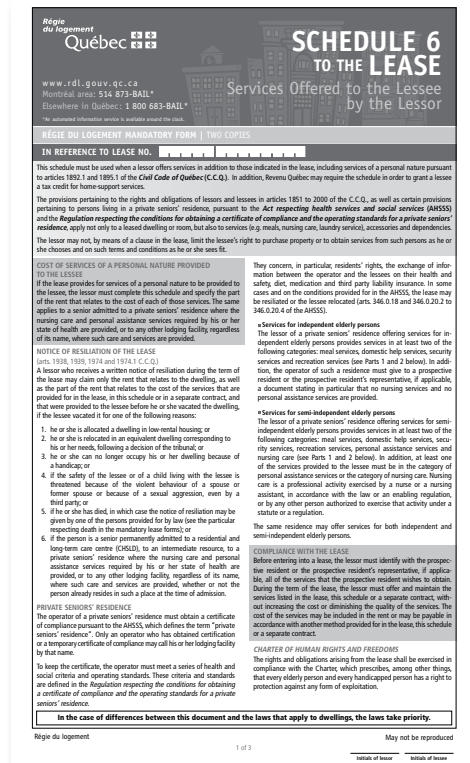 Régie
du logement
Québec
SCHEDULE 6
TO THE LEASE
Services Offered to the Lessee
by the Lessor
www.rdl.gouv.qc.ca
Montréal area: 514 873-BAIL*
Elsewhere in Québec: 1 800 683-BAIL*
*An automated information service is available around the clock.
RÉGIE DU LOGEMENT MANDATORY FORM | TWO COPIES
IN REFERENCE TO LEASE NO.
This schedule must be used when a lessor offers services in addition to those indicated in the lease, including services of a personal nature pursuant
to articles 1892.1 and 1895.1 of the Civil Code of Québec (C.C.Q.). In addition, Revenu Québec may require the schedule in order to grant a lessee
a tax credit for home-support services.
The provisions pertaining to the rights and obligations of lessors and lessees in articles 1851 to 2000 of the C.C.Q., as well as certain provisions
pertaining to persons living in a private seniors' residence, pursuant to the Act respecting health services and social services (AHSSS)
and the Regulation respecting the conditions for obtaining a certificate of compliance and the operating standards for a private seniors'
residence, apply not only to a leased dwelling or room, but also to services (e.g. meals, nursing care, laundry service), accessories and dependencies.
The lessor may not, by means of a clause in the lease, limit the lessee's right to purchase property or to obtain services from such persons as he or
she chooses and on such terms and conditions as he or she sees fit.
COST OF SERVICES OF A PERSONAL NATURE PROVIDED
TO THE LESSEE
If the lease provides for services of a personal nature to be provided to
the lessee, the lessor must complete this schedule and specify the part
of the rent that relates to the cost of each of those services. The same
applies to a senior admitted to a private seniors' residence where the
nursing care and personal assistance services required by his or her
state of health are provided, or to any other lodging facility, regardless
of its name, where such care and services are provided.
NOTICE OF RESILIATION OF THE LEASE
(arts. 1938, 1939, 1974 and 1974.1 C.C.Q.)
A lessor who received a written notice of resiliation during the term of
the lease may claim only the rent that relates to the dwelling, as well
as the part of the rent that relates to the cost of the services that are
provided for in the lease, in this schedule or in a separate contract, and
that were provided to the lessee before he or she vacated the dwelling,
if the lessee vacated it for one of the following reasons:
1. he or she is allocated a dwelling in low-rental housing; or
2. he or she is relocated in an equivalent dwelling corresponding to
his or her needs, following a decision of the tribunal; or
3. he or she can no longer occupy his or her dwelling because of
a handicap; or
4. if the safety of the lessee or of a child living with the lessee is
threatened because of the violent behaviour of a spouse or
former spouse or because of a sexual aggression, even by a
third party; or
5. if he or she has died, in which case the notice of resiliation may be
given by one of the persons provided for by law (see the particular
respecting death in the mandatory lease forms); or
6. if the person is a senior permanently admitted to a residential and
long-term care centre (CHSLD), to an intermediate resource, to a
private seniors' residence where the nursing care and personal
assistance services required by his or her state of health are
provided, or to any other lodging facility, regardless of its name,
where such care and services are provided, whether or not the
person already resides in such a place at the time of admission.
PRIVATE SENIORS' RESIDENCE
The operator of a private seniors' residence must obtain a certificate
of compliance pursuant to the AHSSS, which defines the term "private
seniors' residence". Only an operator who has obtained certification
or a temporary certificate of compliance may call his or her lodging facility
by that name.
To keep the certificate, the operator must meet a series of health and
social criteria and operating standards. These criteria and standards
are defined in the Regulation respecting the conditions for obtaining
a certificate of compliance and the operating standards for a private
seniors' residence.
They concern, in particular, residents' rights, the exchange of infor-
mation between the operator and the lessees on their health and
safety, diet, medication and third party liability insurance. In some
cases and on the conditions provided for in the AHSSS, the lease may
be resiliated or the lessee relocated (arts. 346.0.18 and 346.0.20.2 to
346.0.20.4 of the AHSSS).
▪ Services for independent elderly persons
The lessor of a private seniors' residence offering services for in-
dependent elderly persons provides services in at least two of the
following categories: meal services, domestic help services, security
services and recreation services (see Parts 1 and 2 below). In addi-
tion, the operator of such a residence must give to a prospective
resident or the prospective resident's representative, if applicable,
a document stating in particular that no nursing services and no
personal assistance services are provided.
▪ Services for semi-independent elderly persons
The lessor of a private seniors' residence offering services for semi-
independent elderly persons provides services in at least two of the
following categories: meal services, domestic help services, secu-
rity services, recreation services, personal assistance services and
nursing care (see Parts 1 and 2 below). In addition, at least one
of the services provided to the lessee must be in the category of
personal assistance services or the category of nursing care. Nursing
care is a professional activity exercised by a nurse or a nursing
assistant, in accordance with the law or an enabling regulation,
or by any other person authorized to exercise that activity under a
statute or a regulation.
The same residence may offer services for both independent and
semi-independent elderly persons.
COMPLIANCE WITH THE LEASE
Before entering into a lease, the lessor must identify with the prospec-
tive resident or the prospective resident's representative, if applica-
ble, all of the services that the prospective resident wishes to obtain.
During the term of the lease, the lessor must offer and maintain the
services listed in the lease, this schedule or a separate contract, with-
out increasing the cost or diminishing the quality of the services. The
cost of the services may be included in the rent or may be payable in
accordance with another method provided for in the lease, this schedule
or a separate contract.
CHARTER OF HUMAN RIGHTS AND FREEDOMS
The rights and obligations arising from the lease shall be exercised in
compliance with the Charter, which prescribes, among other things,
that every elderly person and every handicapped person has a right to
protection against any form of exploitation.
In the case of differences between this document and the laws that apply to dwellings, the laws take priority.
Régie du logement
May not be reproduced
1 of 3
Initials of lessor
Initials of lessee